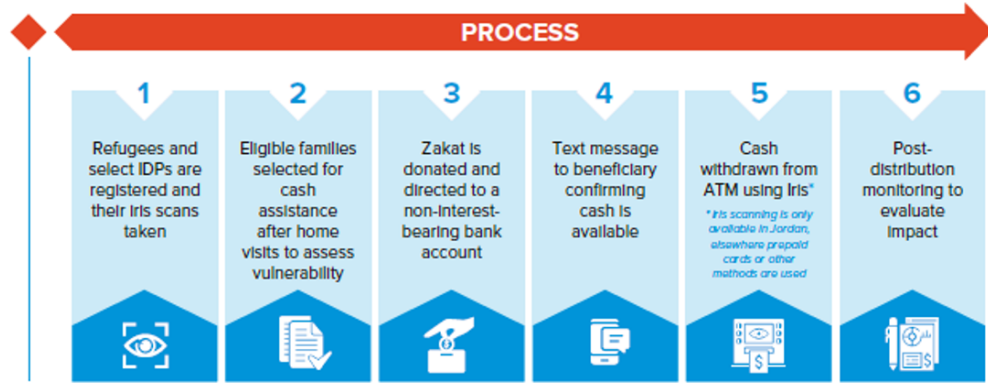 PROCESS
1
Refugees and
select IDPs are
registered and
their iris scans
taken
2
Eligible families
selected for
cash
assistance
after home
visits to assess
vulnerability
3
Zakat is
donated and
directed to a
non-interest-
bearing bank
account
4
Text message
to beneficiary
confirming
cash is
available
5
Cash
withdrawn from
ATM using Iris*
*Iris scanning is only
available in Jordan,
elsewhere prepaid
cards or other
methods are used
6
Post-
distribution
monitoring to
evaluate
impact
$
$
$